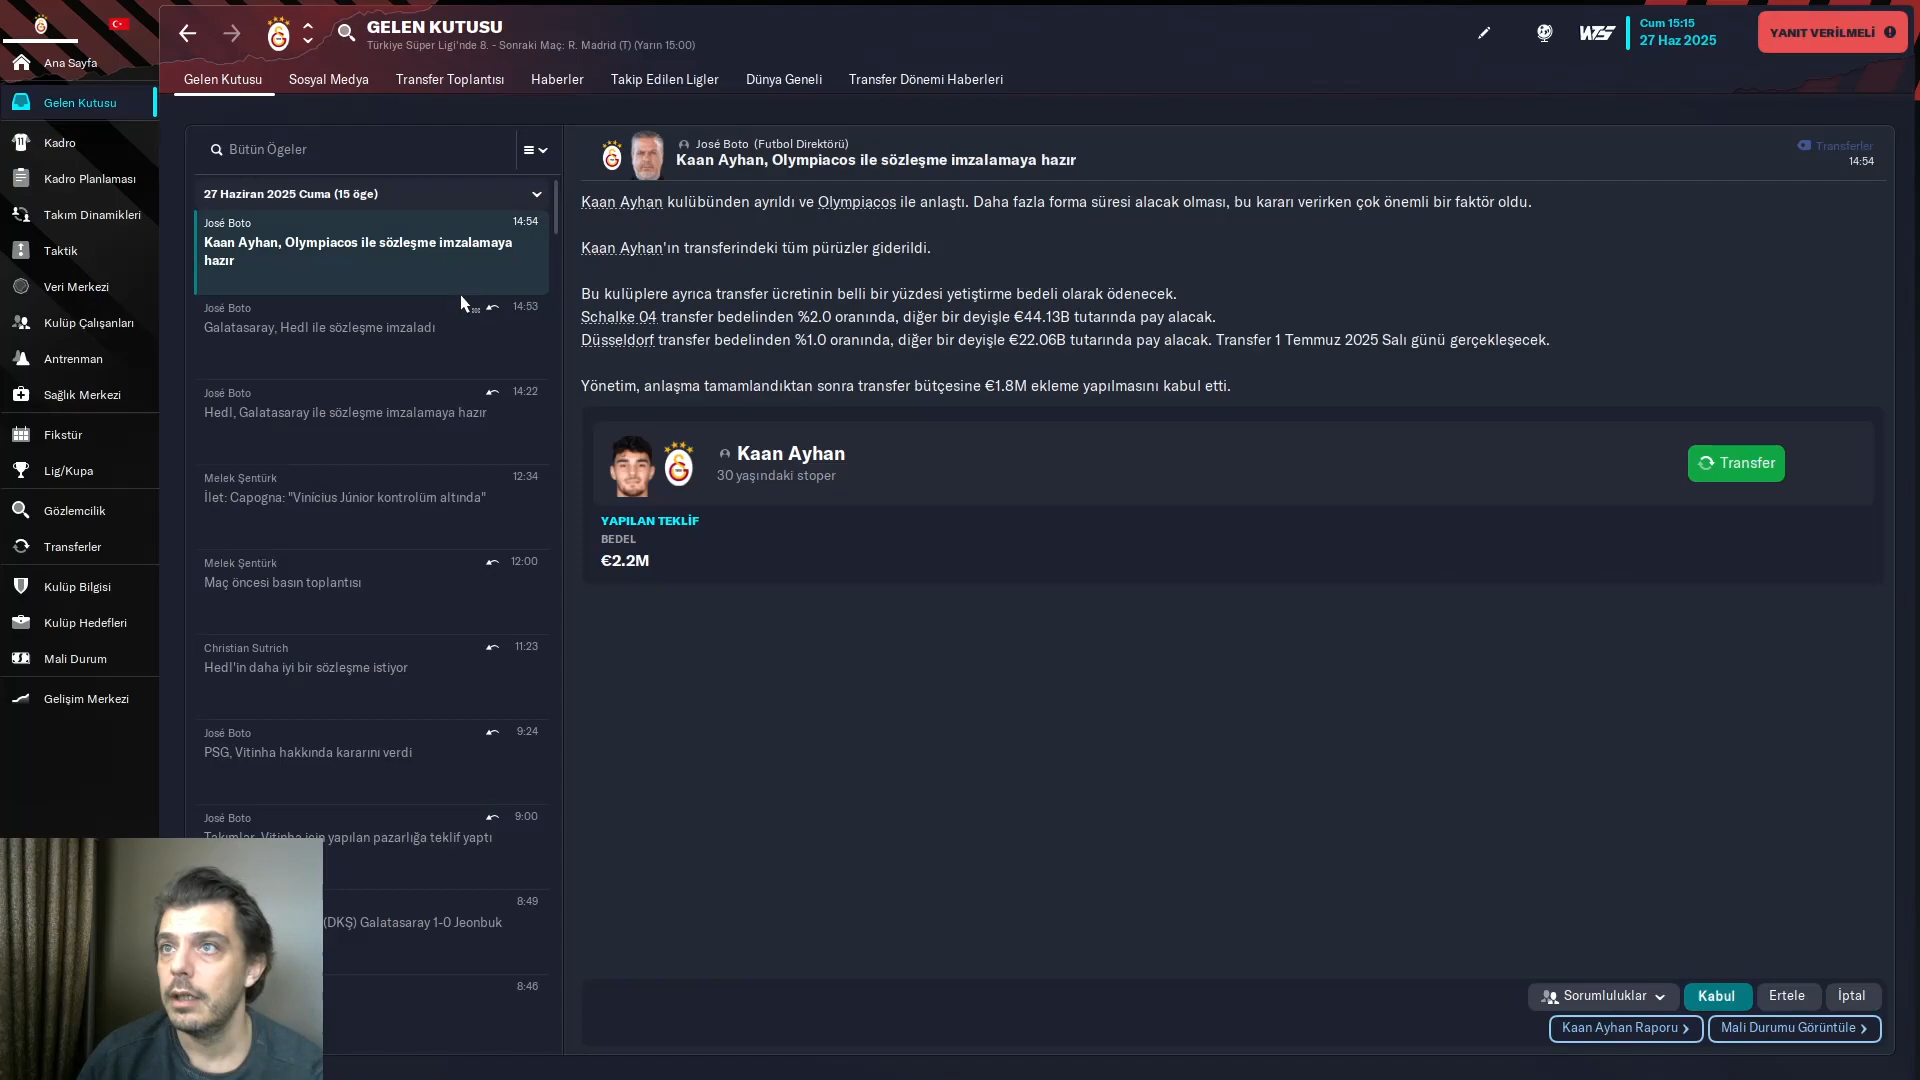 GELEN KUTUSU
Türkiye Süper Ligi'nde 8. - Sonraki Maç: R. Madrid (T) (Yarın 15:00)
Cum 15:15
27 Haz 2025
YANIT VERİLMELİ
Gelen Kutusu
Sosyal Medya
Transfer Toplantısı
Haberler
Takip Edilen Ligler
Dünya Geneli
Transfer Dönemi Haberleri
Ana Sayfa
Gelen Kutusu
Kadro
Kadro Planlaması
Takım Dinamikleri
Taktik
Veri Merkezi
Kulüp Çalışanları
Antrenman
Sağlık Merkezi
Fikstür
Lig/Kupa
Gözlemcilik
Transferler
Kulüp Bilgisi
Kulüp Hedefleri
Mali Durum
Gelişim Merkezi
Bütün Ögeler
27 Haziran 2025 Cuma (15 öge)
José Boto 14:54
Kaan Ayhan, Olympiacos ile sözleşme imzalamaya
hazır
José Boto 14:53
Galatasaray, Hedl ile sözleşme imzaladı
José Boto 14:22
Hedl, Galatasaray ile sözleşme imzalamaya hazır
Melek Şentürk 12:34
İlet: Capogna: "Vinícius Júnior kontrolüm altında"
Melek Şentürk 12:00
Maç öncesi basın toplantısı
Christian Sutrich 11:23
Hedl'in daha iyi bir sözleşme istiyor
José Boto 9:24
PSG, Vitinha hakkında kararını verdi
José Boto 9:00
Takımlar, Vitinha için yapılan pazarlığa teklif yaptı
8:49
(DKŞ) Galatasaray 1-0 Jeonbuk
8:46
José Boto (Futbol Direktörü)
Kaan Ayhan, Olympiacos ile sözleşme imzalamaya hazır
Transferler
14:54
Kaan Ayhan kulübünden ayrıldı ve Olympiacos ile anlaştı. Daha fazla forma süresi alacak olması, bu kararı verirken çok önemli bir faktör oldu.
Kaan Ayhan'ın transferindeki tüm pürüzler giderildi.
Bu kulüplere ayrıca transfer ücretinin belli bir yüzdesi yetiştirme bedeli olarak ödenecek.
Schalke 04 transfer bedelinden %2.0 oranında, diğer bir deyişle €44.13B tutarında pay alacak.
Düsseldorf transfer bedelinden %1.0 oranında, diğer bir deyişle €22.06B tutarında pay alacak. Transfer 1 Temmuz 2025 Salı günü gerçekleşecek.
Yönetim, anlaşma tamamlandıktan sonra transfer bütçesine €1.8M ekleme yapılmasını kabul etti.
Kaan Ayhan
30 yaşındaki stoper
Transfer
YAPILAN TEKLİF
BEDEL
€2.2M
Sorumluluklar
Kabul
Ertele
İptal
Kaan Ayhan Raporu
Mali Durumu Görüntüle